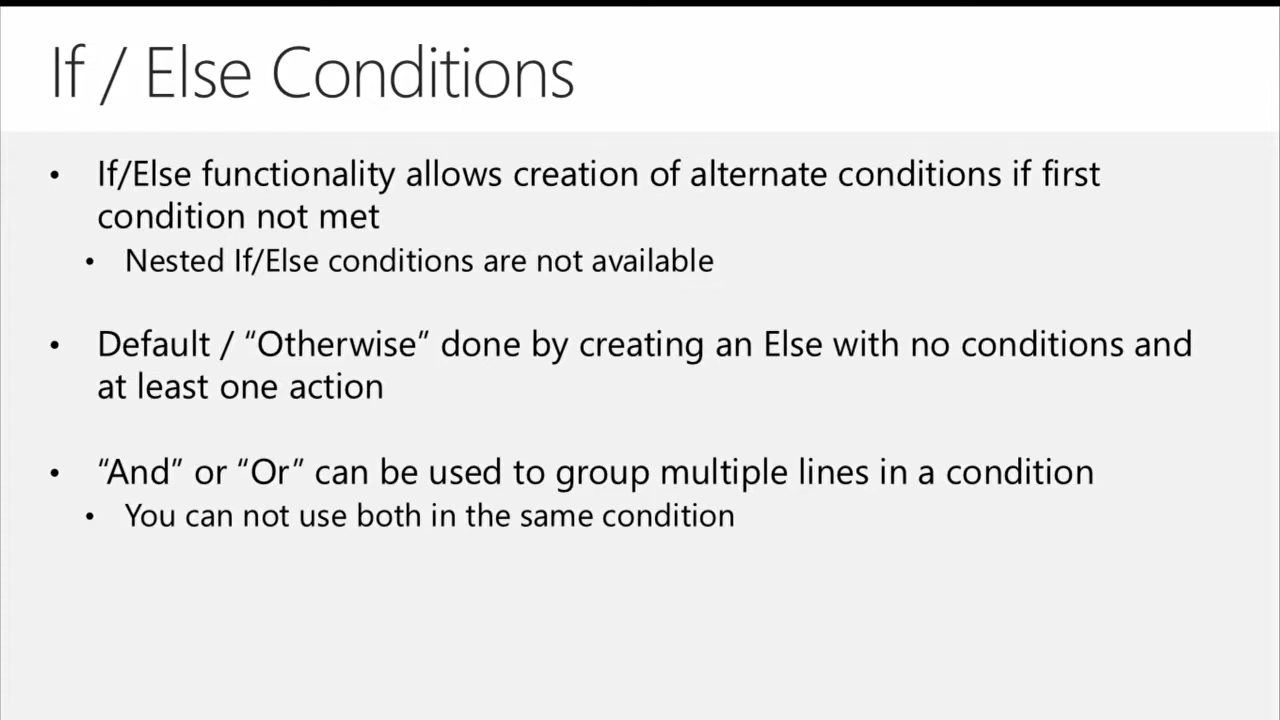 If / Else Conditions
• If/Else functionality allows creation of alternate conditions if first
condition not met
• Nested If/Else conditions are not available
• Default / “Otherwise” done by creating an Else with no conditions and
at least one action
• “And” or “Or” can be used to group multiple lines in a condition
• You can not use both in the same condition